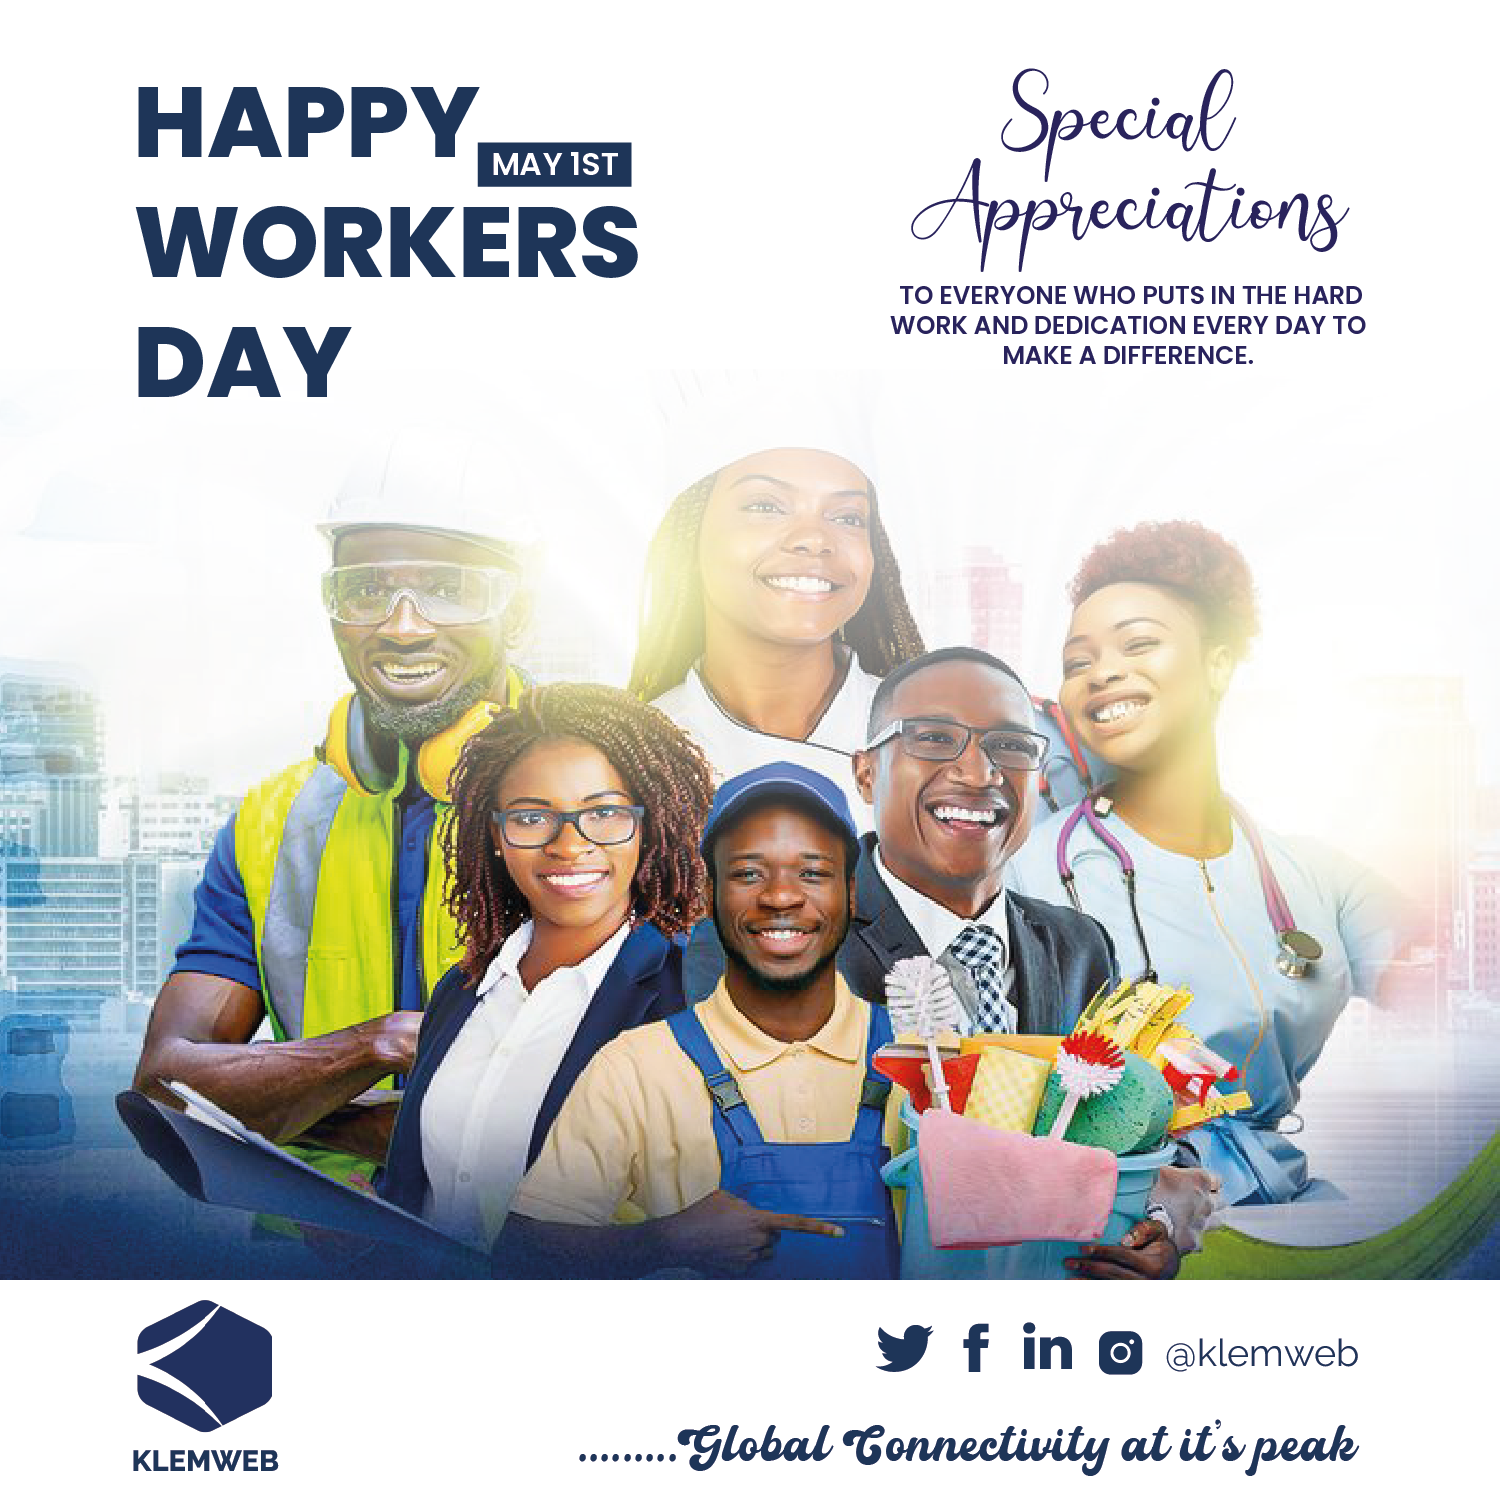 HAPPY
MAY 1ST
WORKERS
DAY
Special
Appreciations
TO EVERYONE WHO PUTS IN THE HARD
WORK AND DEDICATION EVERY DAY TO
MAKE A DIFFERENCE.
KLEMWEB
@klemweb
.........Global Connectivity at it's peak